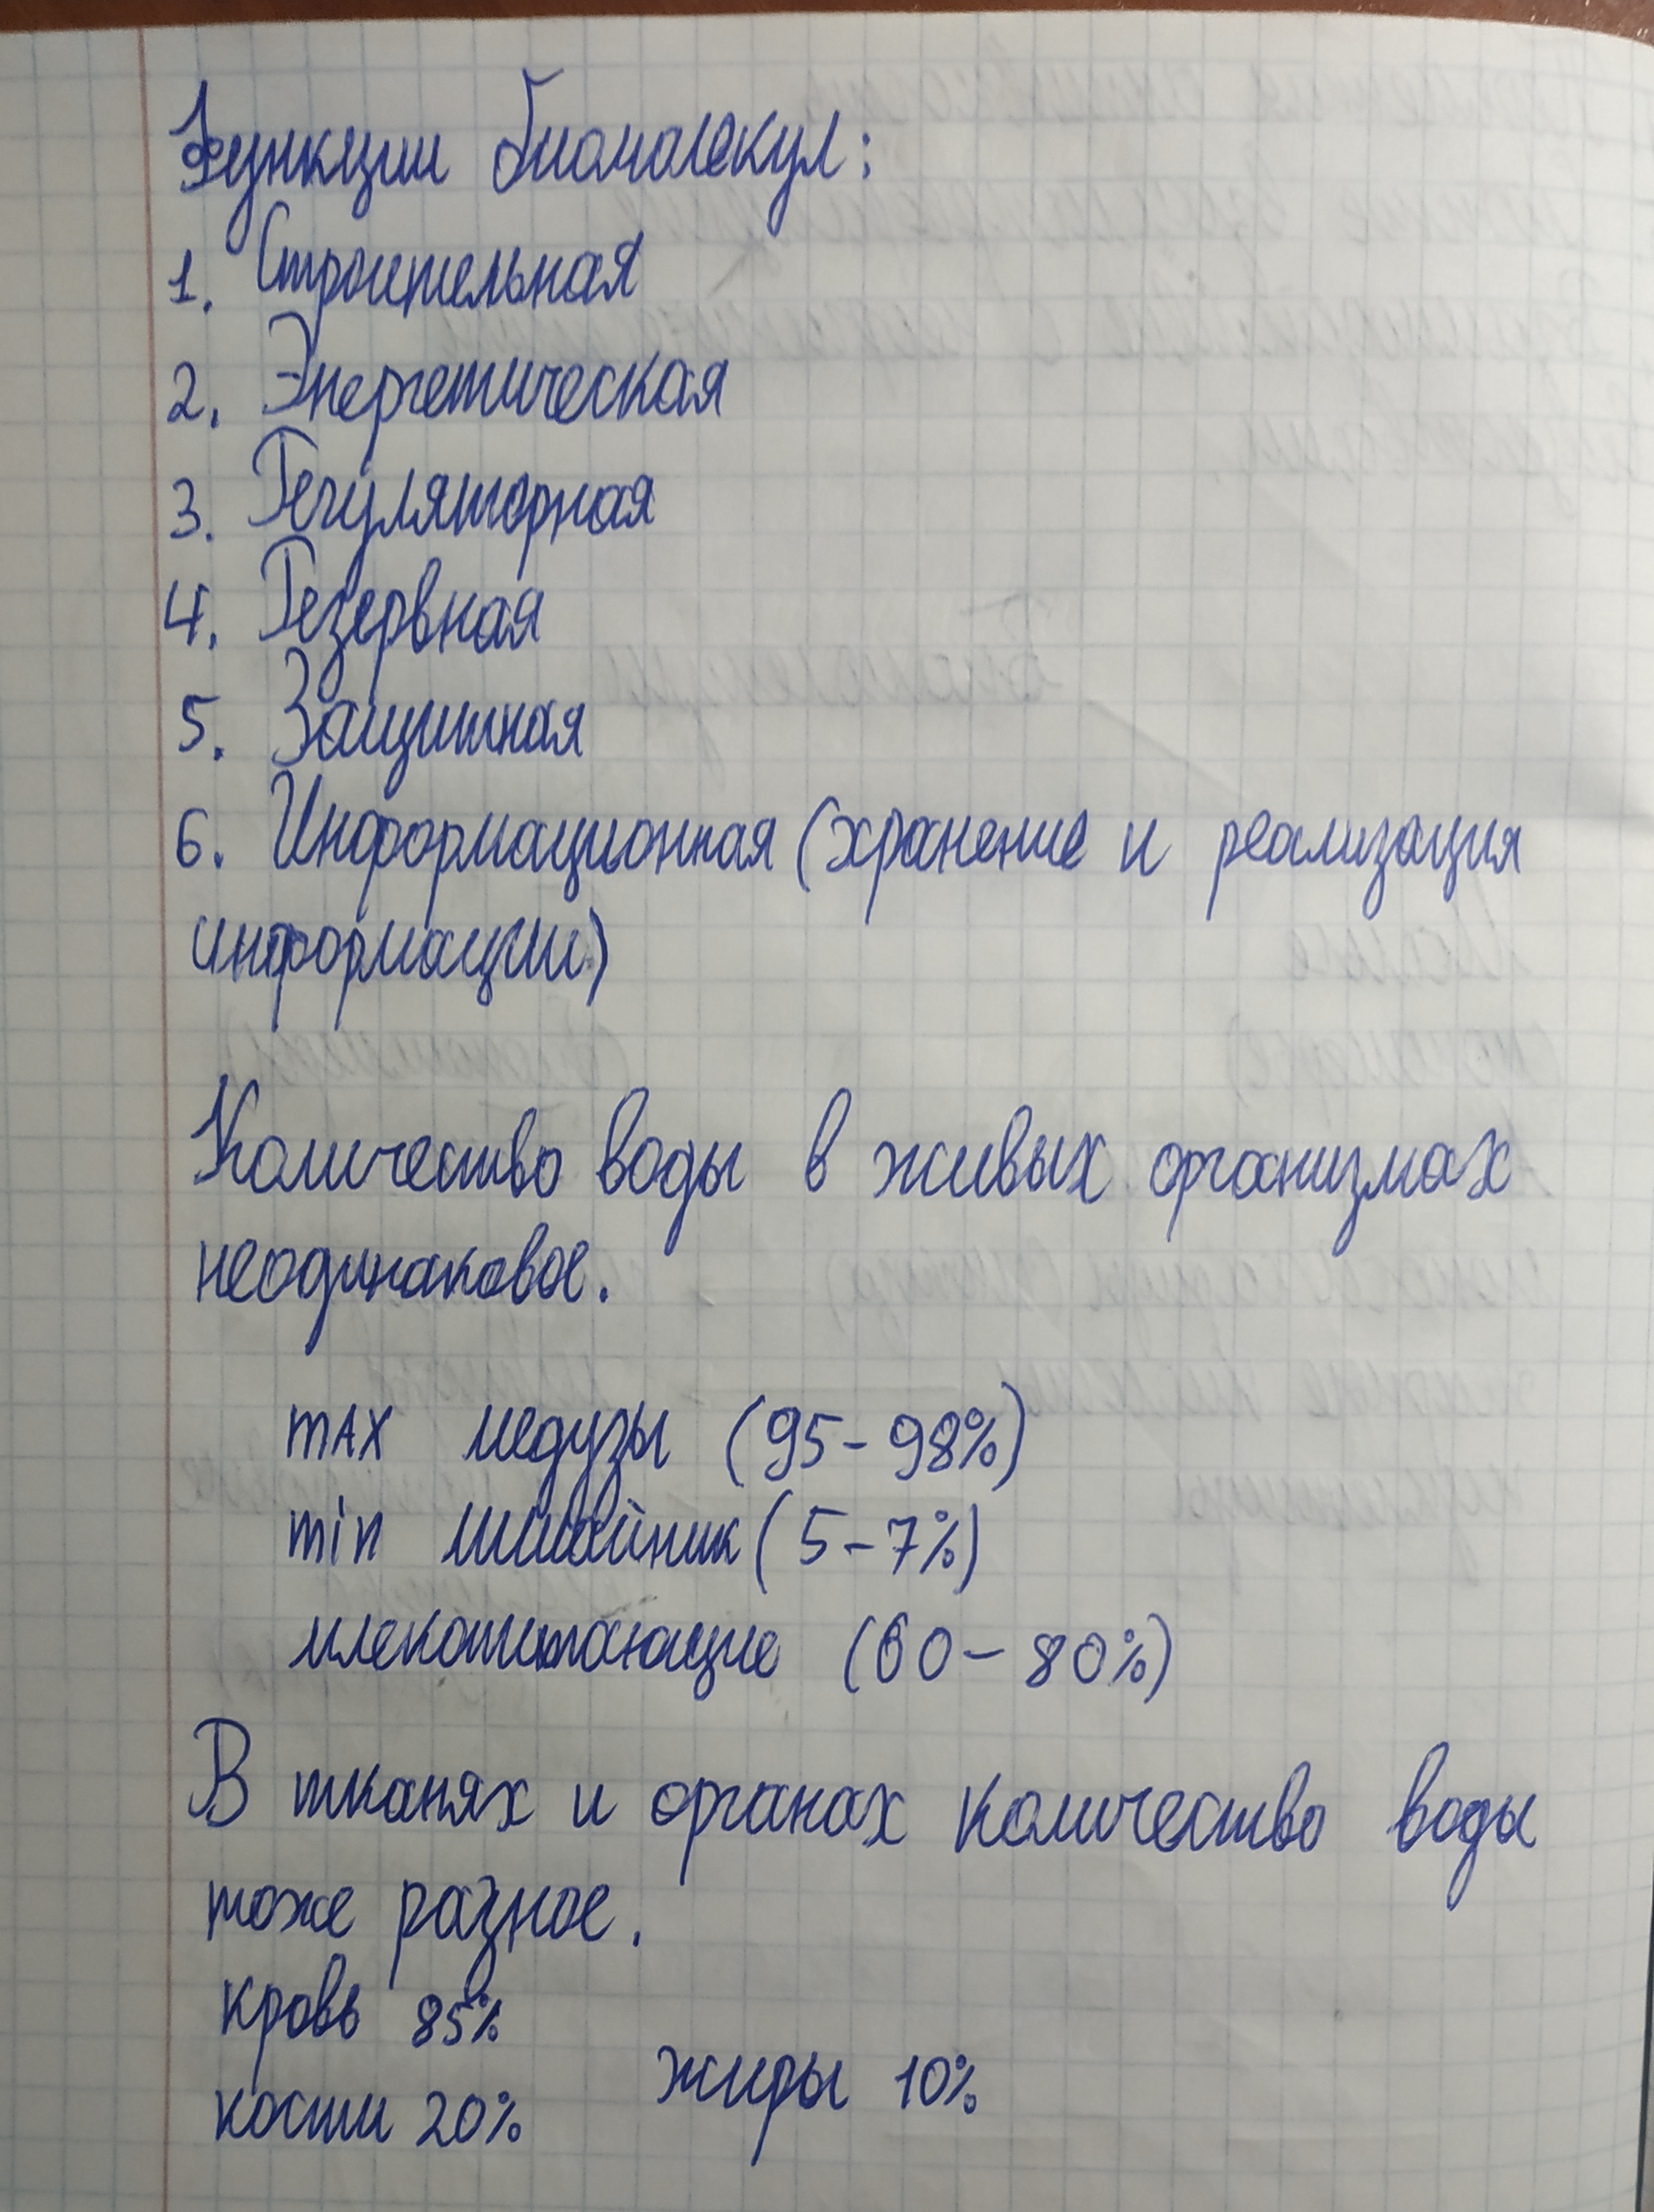 Функции биомолекул:
1. Строительная
2. Энергетическая
3. Регуляторная
4. Резервная
5. Защитная
6. Информационная (хранение и реализация
информации)
Количество воды в живых организмах
неодинаковое.
max медузы (95-98%)
min лишайник (5-7%)
млекопитающие (60-80%)
В тканях и органах количество воды
тоже разное.
кровь 85%
жиры 10%
кости 20%